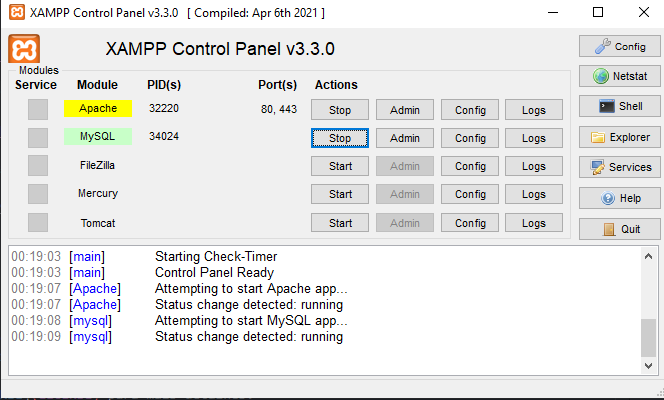 XAMPP Control Panel v3.3.0 [ Compiled: Apr 6th 2021 ]
XAMPP Control Panel v3.3.0
Config
Modules
Service Module PID(s) Port(s) Actions
Netstat
Apache 32220 80, 443 Stop Admin Config Logs
Shell
MySQL 34024 Stop Admin Config Logs
Explorer
FileZilla Start Admin Config Logs
Services
Mercury Start Admin Config Logs
Help
Tomcat Start Admin Config Logs
Quit
00:19:03 [main] Starting Check-Timer
00:19:03 [main] Control Panel Ready
00:19:07 [Apache] Attempting to start Apache app...
00:19:07 [Apache] Status change detected: running
00:19:08 [mysql] Attempting to start MySQL app...
00:19:09 [mysql] Status change detected: running